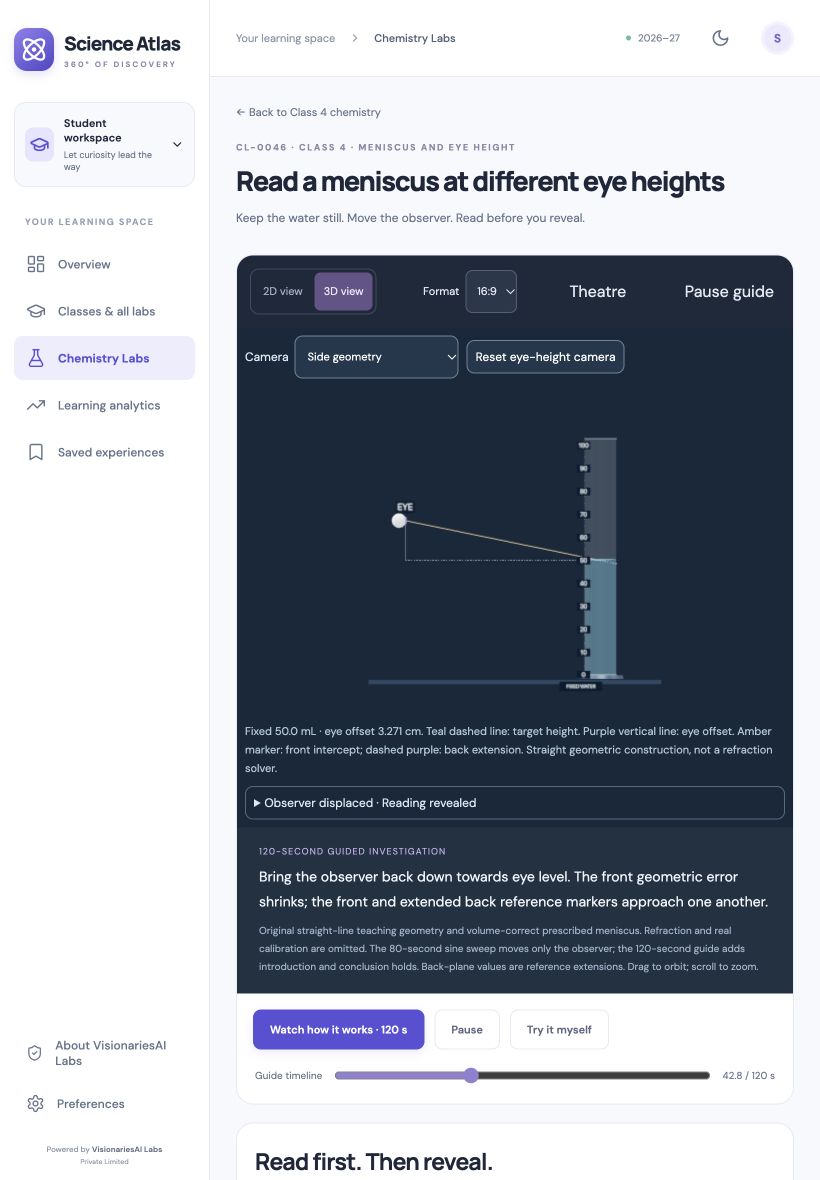 Science Atlas
360° OF DISCOVERY
Student
workspace
Let curiosity lead the
way
YOUR LEARNING SPACE
Overview
Classes & all labs
Chemistry Labs
Learning analytics
Saved experiences
About VisionariesAI
Labs
Preferences
Powered by VisionariesAI Labs
Private Limited
Your learning space
Chemistry Labs
2026–27
S
← Back to Class 4 chemistry
CL-0046 · CLASS 4 · MENISCUS AND EYE HEIGHT
Read a meniscus at different eye heights
Keep the water still. Move the observer. Read before you reveal.
2D view
3D view
Format
16:9
Theatre
Pause guide
Camera
Side geometry
Reset eye-height camera
EYE
100
90
80
70
60
50
40
30
20
10
0
FIXED WATER
Fixed 50.0 mL · eye offset 3.271 cm. Teal dashed line: target height. Purple vertical line: eye offset. Amber
marker: front intercept; dashed purple: back extension. Straight geometric construction, not a refraction
solver.
▶ Observer displaced · Reading revealed
120-SECOND GUIDED INVESTIGATION
Bring the observer back down towards eye level. The front geometric error
shrinks; the front and extended back reference markers approach one another.
Original straight-line teaching geometry and volume-correct prescribed meniscus. Refraction and real
calibration are omitted. The 80-second sine sweep moves only the observer; the 120-second guide adds
introduction and conclusion holds. Back-plane values are reference extensions. Drag to orbit; scroll to zoom.
Watch how it works · 120 s
Pause
Try it myself
Guide timeline
42.8 / 120 s
Read first. Then reveal.